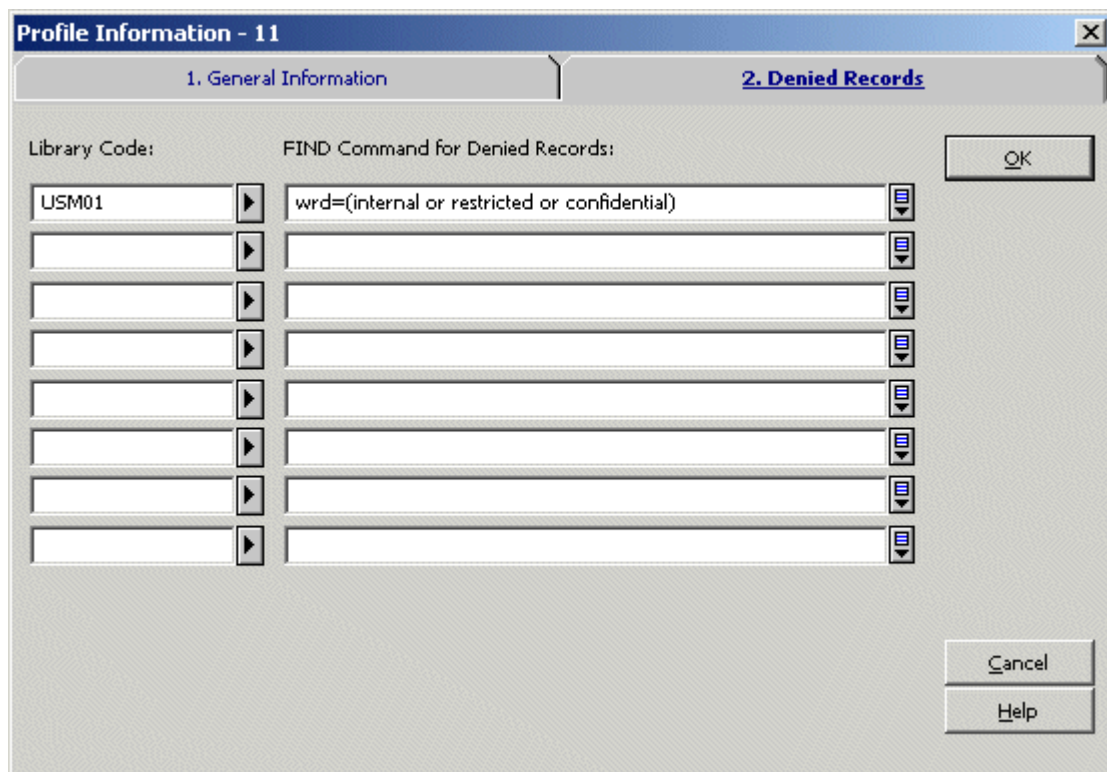 Profile Information - 11
1. General Information
2. Denied Records
Library Code:
FIND Command for Denied Records:
OK
USM01
wrd=(internal or restricted or confidential)
Cancel
Help